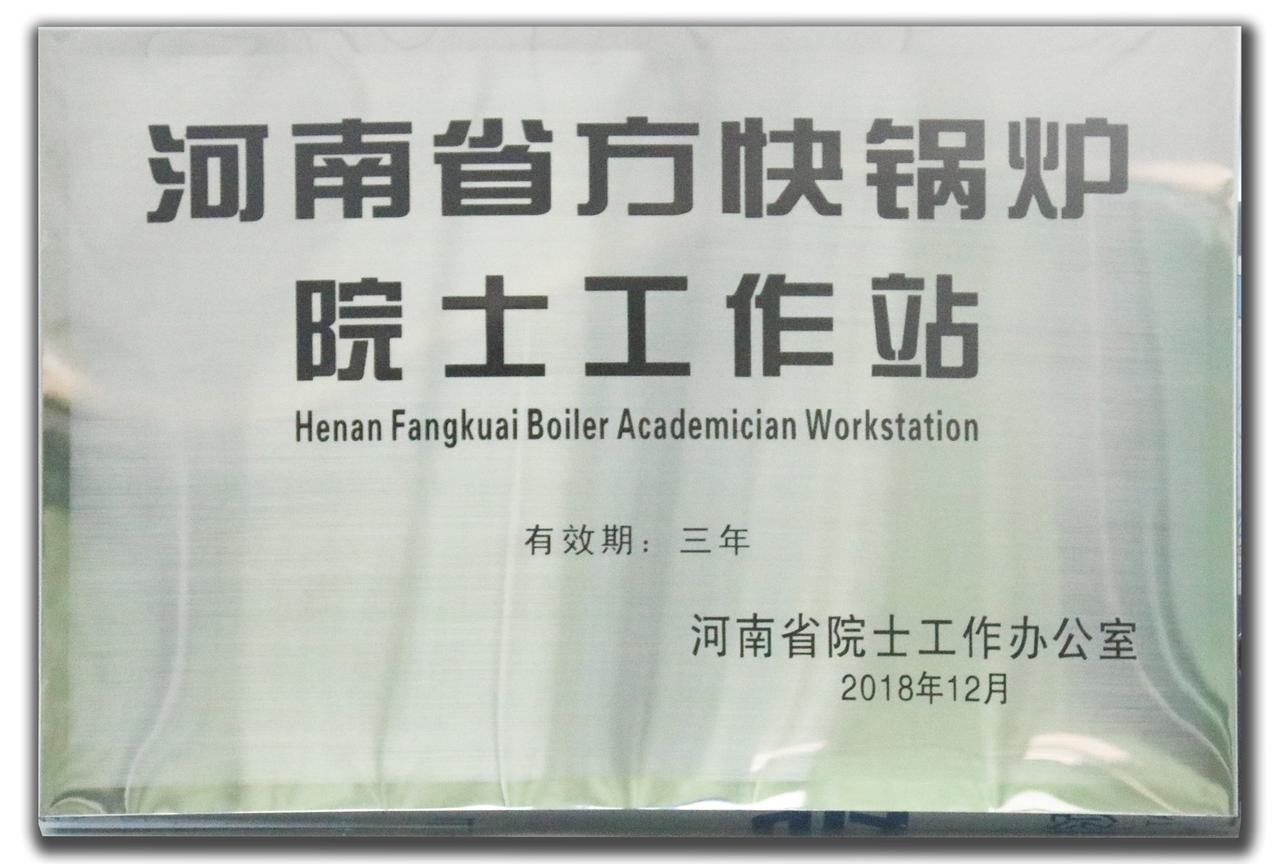 河南省方快锅炉
院士工作站
Henan Fangkuai Boiler Academician Workstation
有效期：三年
河南省院士工作办公室
2018年12月